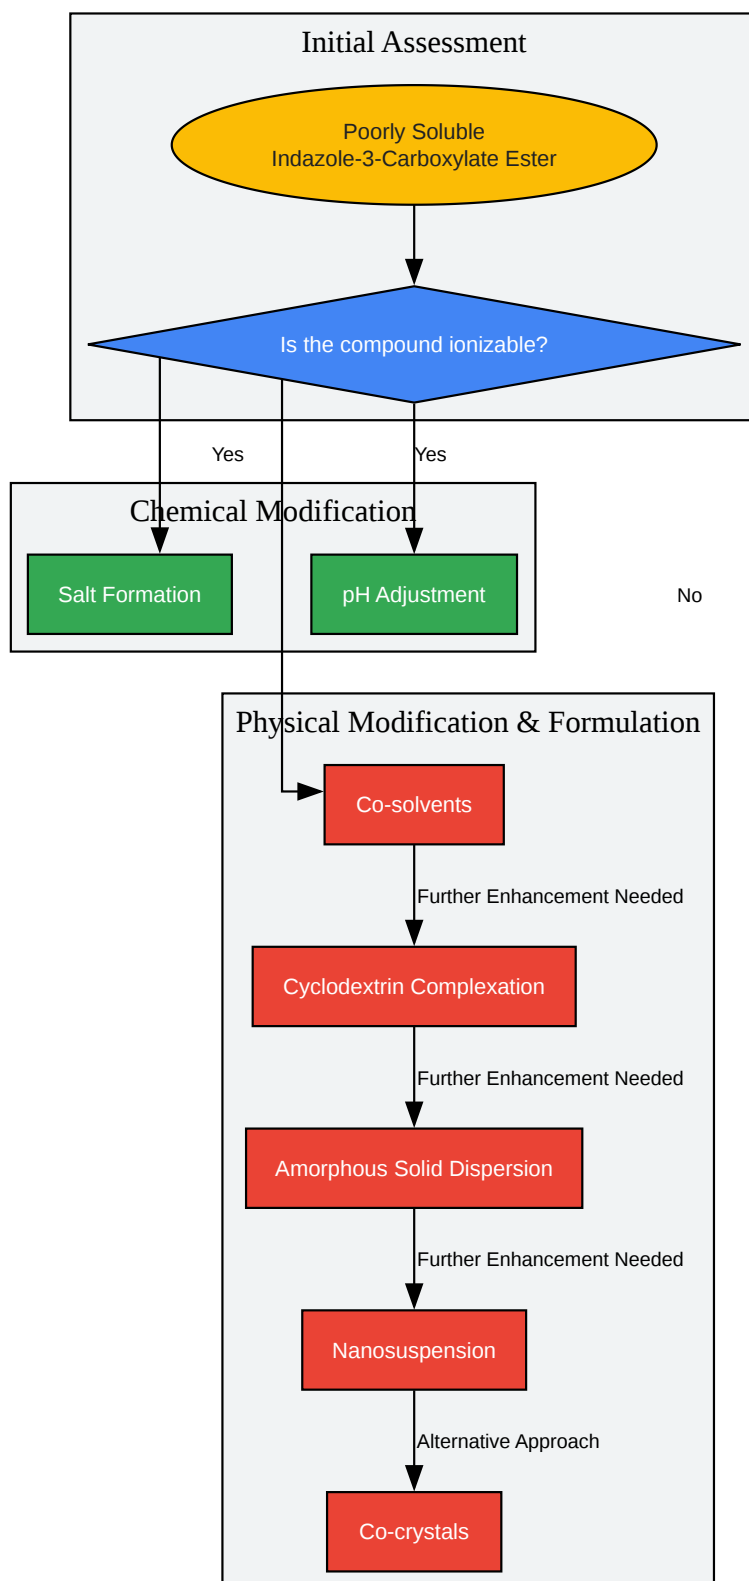 Initial Assessment
Poorly Soluble
Indazole-3-Carboxylate Ester
Is the compound ionizable?
Yes
Yes
Chemical Modification
Salt Formation
pH Adjustment
No
Physical Modification & Formulation
Co-solvents
Further Enhancement Needed
Cyclodextrin Complexation
Further Enhancement Needed
Amorphous Solid Dispersion
Further Enhancement Needed
Nanosuspension
Alternative Approach
Co-crystals